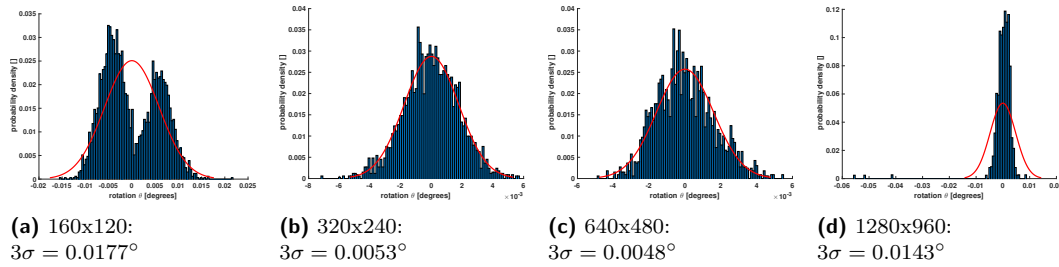 0.035
0.03
0.025
0.02
0.015
0.01
0.005
0
-0.02 -0.015 -0.01 -0.005 0 0.005 0.01 0.015 0.02 0.025
probability density []
rotation θ [degrees]
(a) 160x120:
3σ = 0.0177°
0.04
0.035
0.03
0.025
0.02
0.015
0.01
0.005
0
-8 -6 -4 -2 0 2 4 6
×10⁻³
probability density []
rotation θ [degrees]
(b) 320x240:
3σ = 0.0053°
0.04
0.035
0.03
0.025
0.02
0.015
0.01
0.005
0
-6 -4 -2 0 2 4 6
×10⁻³
probability density []
rotation θ [degrees]
(c) 640x480:
3σ = 0.0048°
0.12
0.1
0.08
0.06
0.04
0.02
0
-0.06 -0.05 -0.04 -0.03 -0.02 -0.01 0 0.01
probability density []
rotation θ [degrees]
(d) 1280x960:
3σ = 0.0143°